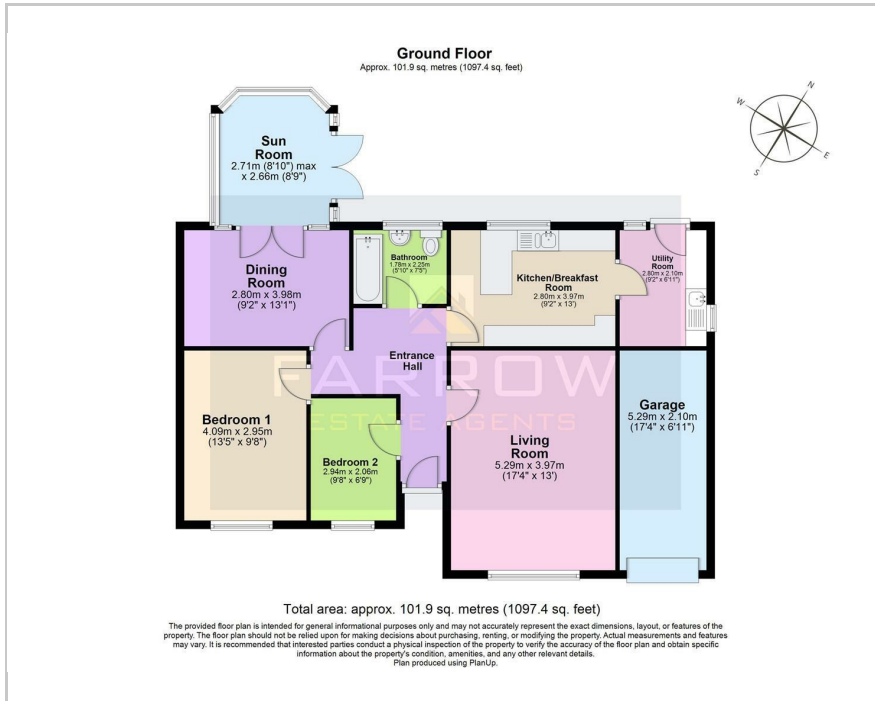 Ground Floor
Approx. 101.9 sq. metres (1097.4 sq. feet)
N
W
E
S
Sun
Room
2.71m (8'10") max
x 2.66m (8'9")
Dining
Room
2.80m x 3.98m
(9'2" x 13'1")
Bathroom
1.78m x 2.25m
(5'10" x 7'5")
Kitchen/Breakfast
Room
2.80m x 3.97m
(9'2" x 13')
Utility
Room
2.80m x 2.10m
(9'2" x 6'11")
Entrance
Hall
FARROW
ESTATE AGENTS
Bedroom 1
4.09m x 2.95m
(13'5" x 9'8")
Bedroom 2
2.94m x 2.06m
(9'8" x 6'9")
Living
Room
5.29m x 3.97m
(17'4" x 13')
Garage
5.29m x 2.10m
(17'4" x 6'11")
Total area: approx. 101.9 sq. metres (1097.4 sq. feet)
The provided floor plan is intended for general informational purposes only and may not accurately represent the exact dimensions, layout, or features of the
property. The floor plan should not be relied upon for making decisions about purchasing, renting, or modifying the property. Actual measurements and features
may vary. It is recommended that interested parties conduct a physical inspection of the property to verify the accuracy of the floor plan and obtain specific
information about the property's condition, amenities, and any other relevant details.
Plan produced using PlanUp.